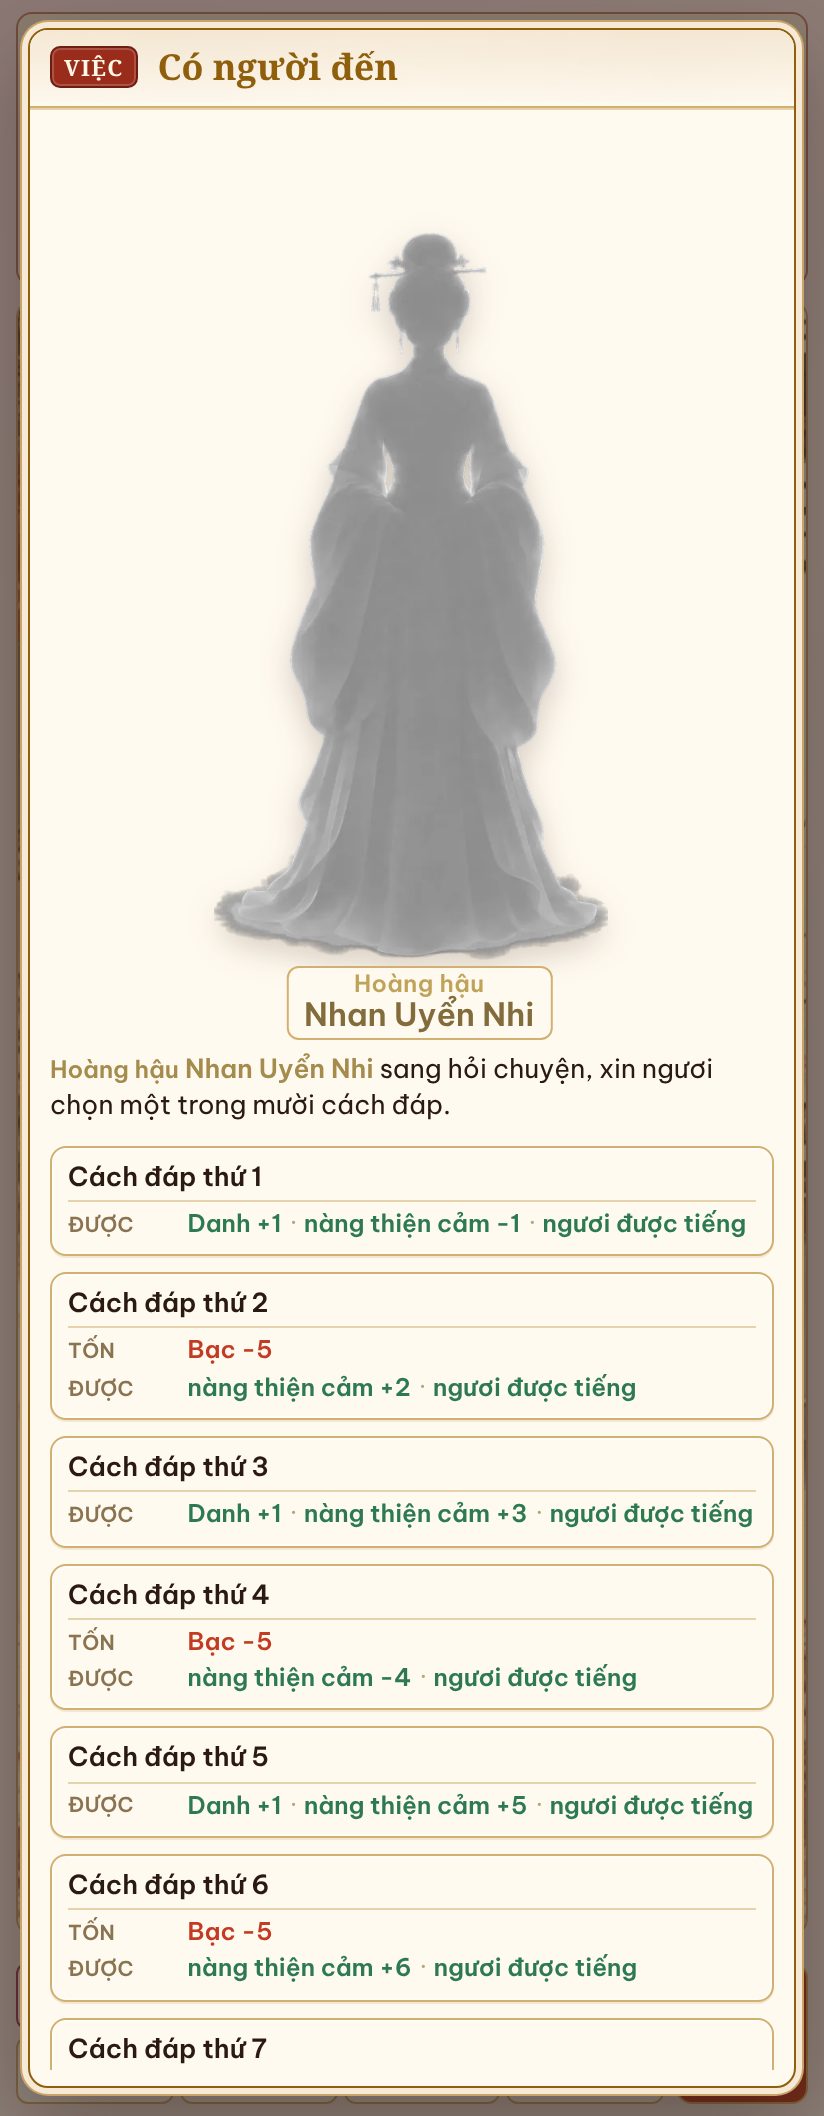 VIỆC Có người đến
Hoàng hậu
Nhan Uyển Nhi
Hoàng hậu Nhan Uyển Nhi sang hỏi chuyện, xin ngươi
chọn một trong mười cách đáp.
Cách đáp thứ 1
ĐƯỢC Danh +1 · nàng thiện cảm -1 · ngươi được tiếng
Cách đáp thứ 2
TỐN Bạc -5
ĐƯỢC nàng thiện cảm +2 · ngươi được tiếng
Cách đáp thứ 3
ĐƯỢC Danh +1 · nàng thiện cảm +3 · ngươi được tiếng
Cách đáp thứ 4
TỐN Bạc -5
ĐƯỢC nàng thiện cảm -4 · ngươi được tiếng
Cách đáp thứ 5
ĐƯỢC Danh +1 · nàng thiện cảm +5 · ngươi được tiếng
Cách đáp thứ 6
TỐN Bạc -5
ĐƯỢC nàng thiện cảm +6 · ngươi được tiếng
Cách đáp thứ 7